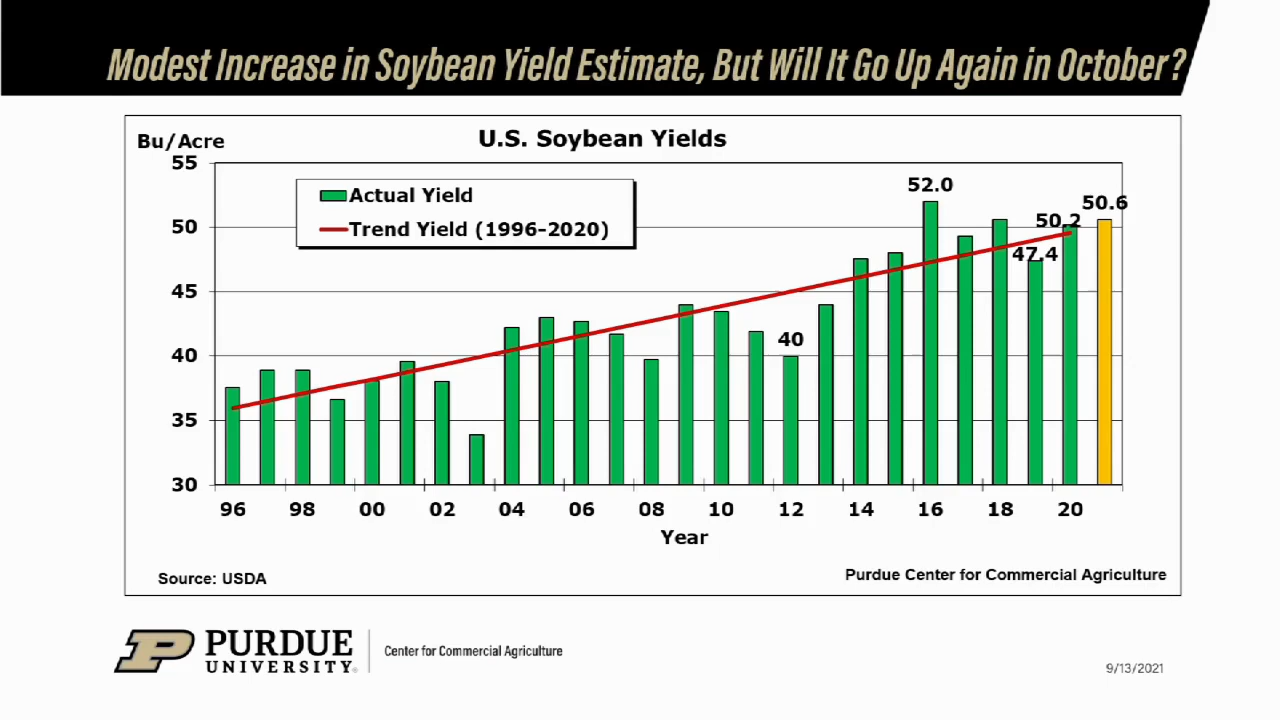 Modest Increase in Soybean Yield Estimate, But Will It Go Up Again in October?
Bu/Acre
U.S. Soybean Yields
55
50
45
40
35
30
Actual Yield
Trend Yield (1996-2020)
40
52.0
47.4
50.2
50.6
96 98 00 02 04 06 08 10 12 14 16 18 20
Year
Source: USDA
Purdue Center for Commercial Agriculture
P PURDUE
UNIVERSITY®
Center for Commercial Agriculture
9/13/2021